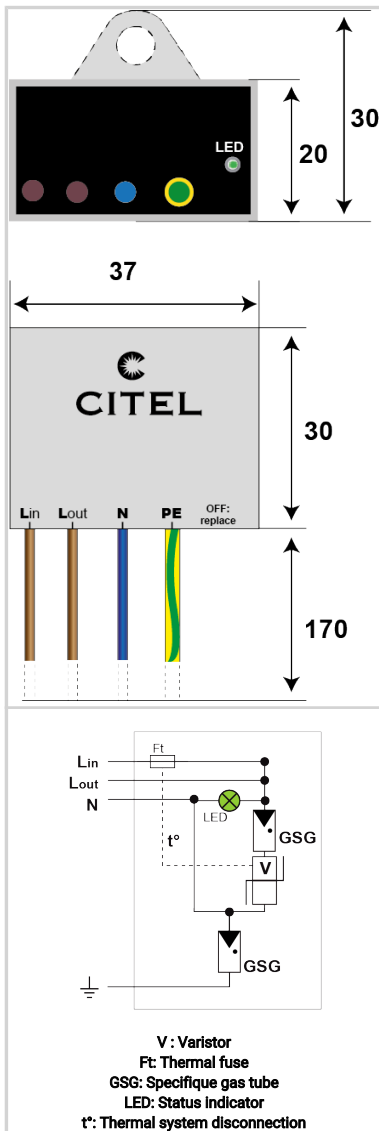 LED
30
20
37
CITEL
30
Lin Lout N PE OFF:
replace
170
Lin
Ft
Lout
N
LED
GSG
t°
V
GSG
V : Varistor
Ft: Thermal fuse
GSG: Specifique gas tube
LED: Status indicator
t°: Thermal system disconnection